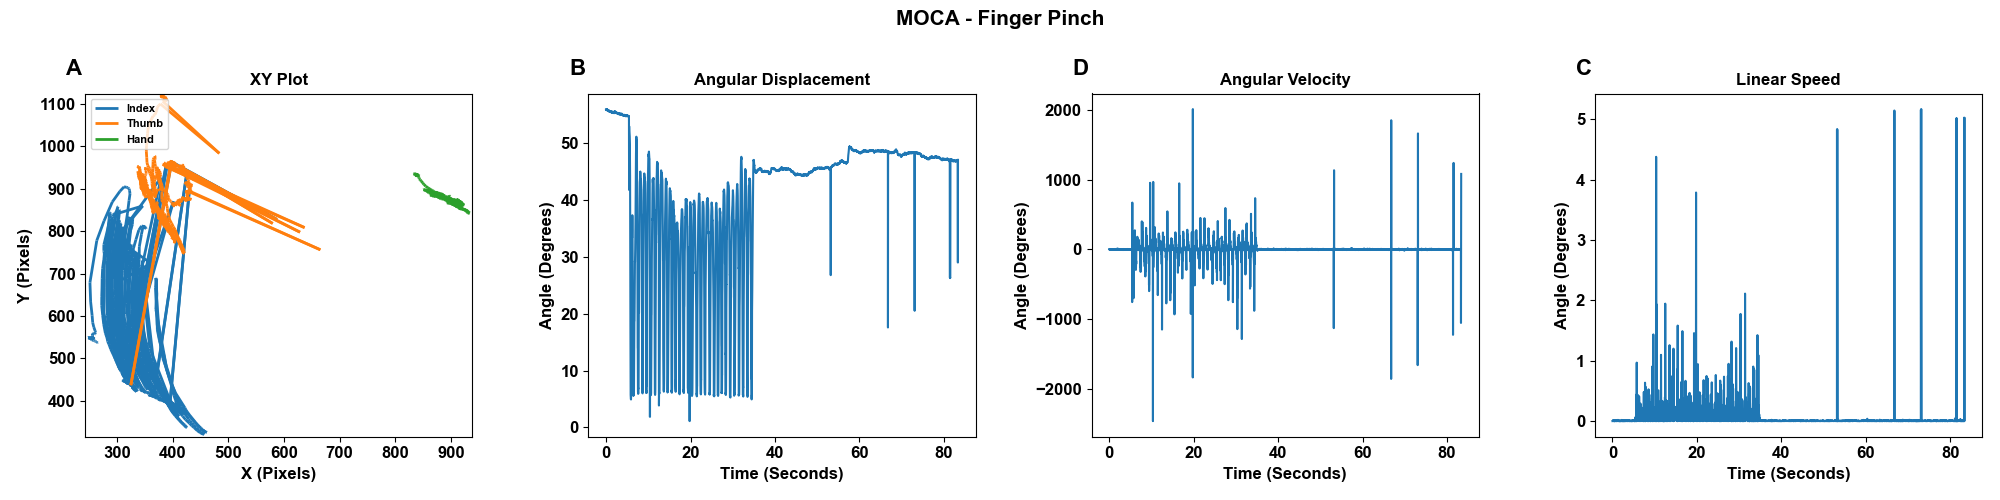 MOCA - Finger Pinch
A
XY Plot
Index
Thumb
Hand
1100
1000
900
800
700
600
500
400
300 400 500 600 700 800 900
Y (Pixels)
X (Pixels)
B
Angular Displacement
50
40
30
20
10
0
0 20 40 60 80
Angle (Degrees)
Time (Seconds)
D
Angular Velocity
2000
1000
0
−1000
−2000
0 20 40 60 80
Angle (Degrees)
Time (Seconds)
C
Linear Speed
5
4
3
2
1
0
0 20 40 60 80
Angle (Degrees)
Time (Seconds)